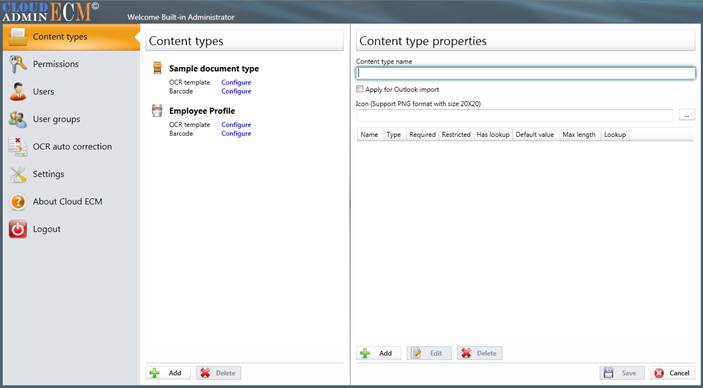 CLOUD
ADMIN ECM©
Welcome Built-in Administrator
Content types
Permissions
Users
User groups
OCR auto correction
Settings
About Cloud ECM
Logout
Content types
Sample document type
OCR template Configure
Barcode Configure
Employee Profile
OCR template Configure
Barcode Configure
Add Delete
Content type properties
Content type name
Apply for Outlook import
Icon (Support PNG format with size 20X20)
...
Name Type Required Restricted Has lookup Default value Max length Lookup
Add Edit Delete
Save Cancel